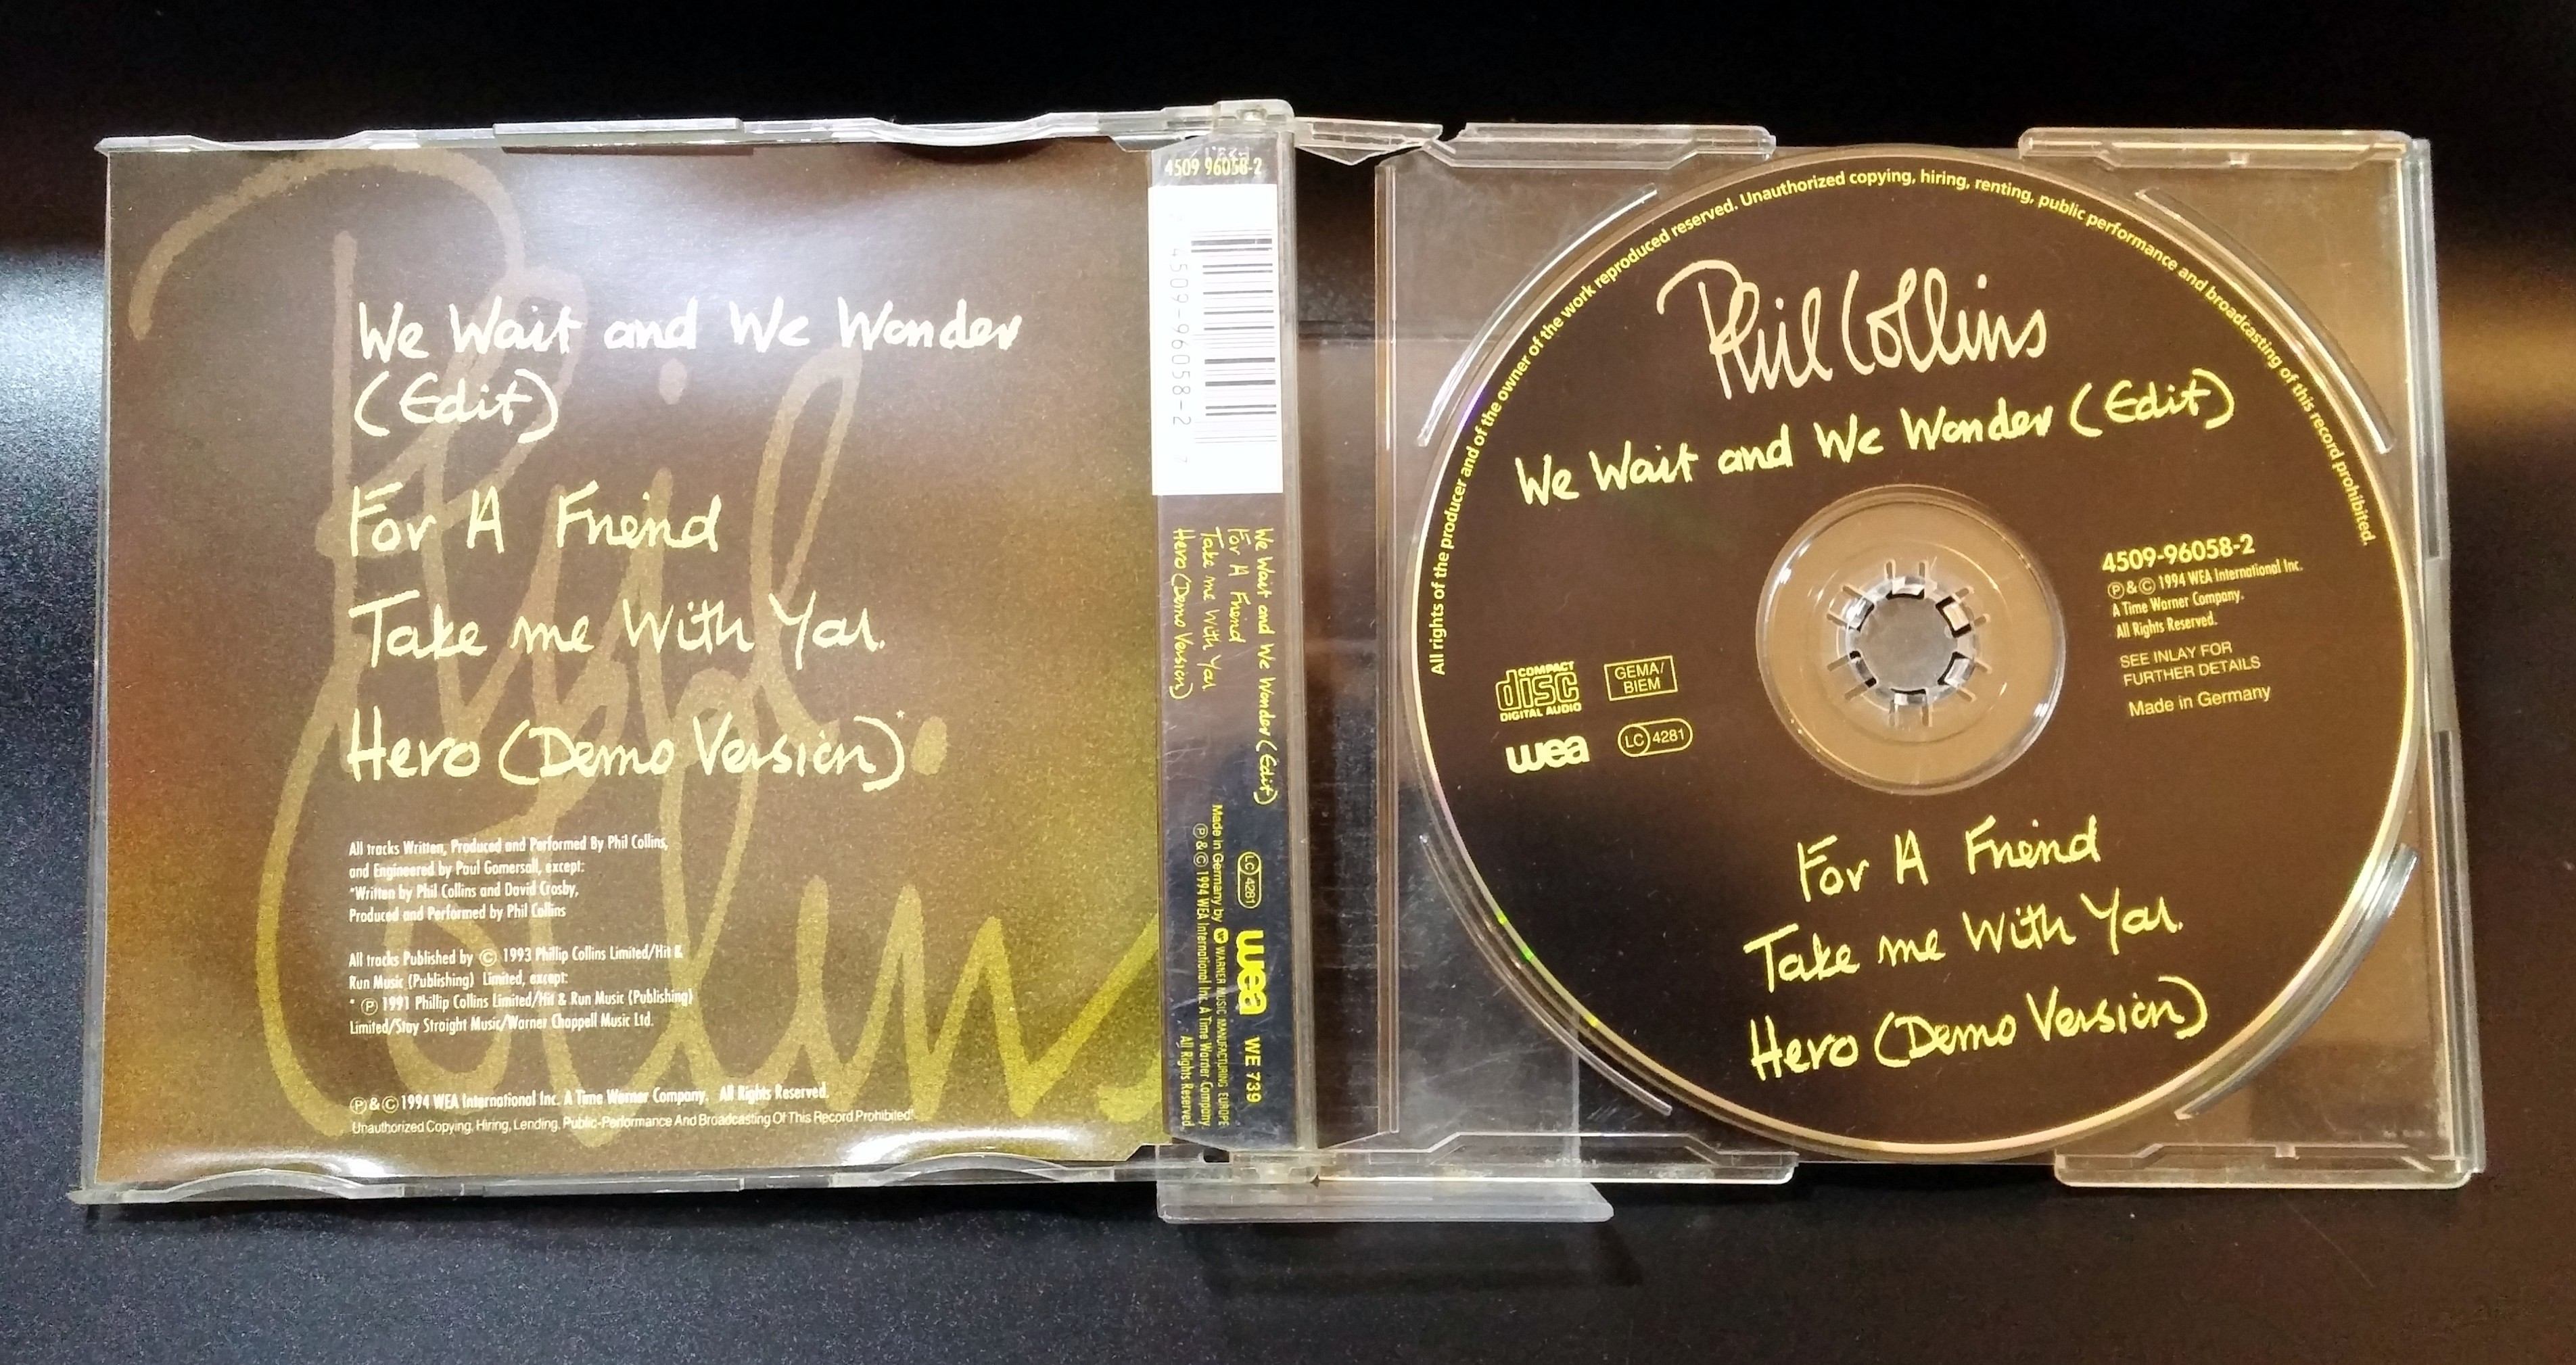 We Wait and We Wonder
(Edit)
For A Friend
Take me With You.
Hero (Demo Version)*
All tracks Written, Produced and Performed By Phil Collins,
and Engineered by Paul Gomersall, except:
*Written by Phil Collins and David Crosby,
Produced and Performed by Phil Collins
All tracks Published by © 1993 Phillip Collins Limited/Hit &
Run Music (Publishing) Limited, except:
* Ⓟ 1991 Phillip Collins Limited/Hit & Run Music (Publishing)
Limited/Stay Straight Music/Warner Chappell Music Ltd.
Ⓟ & © 1994 WEA International Inc. A Time Warner Company. All Rights Reserved.
Unauthorized Copying, Hiring, Lending, Public-Performance And Broadcasting Of This Record Prohibited!
Phil Collins
4509 96058-2
4509-96058-2
We Wait and We Wonder (Edit)
For A Friend
Take me With You
Hero (Demo Version)
LC 4281
wea
WE 739
Made in Germany by WARNER MUSIC MANUFACTURING EUROPE
Ⓟ & © 1994 WEA International Inc. A Time Warner Company.
All Rights Reserved.
All rights of the producer and of the owner of the work reproduced reserved. Unauthorized copying, hiring, renting, public performance and broadcasting of this record prohibited.
Phil Collins
We Wait and We Wonder (Edit)
4509-96058-2
Ⓟ & © 1994 WEA International Inc.
A Time Warner Company.
All Rights Reserved.
SEE INLAY FOR
FURTHER DETAILS
Made in Germany
COMPACT
disc
DIGITAL AUDIO
GEMA/
BIEM
wea
LC 4281
For A Friend
Take me With You.
Hero (Demo Version)